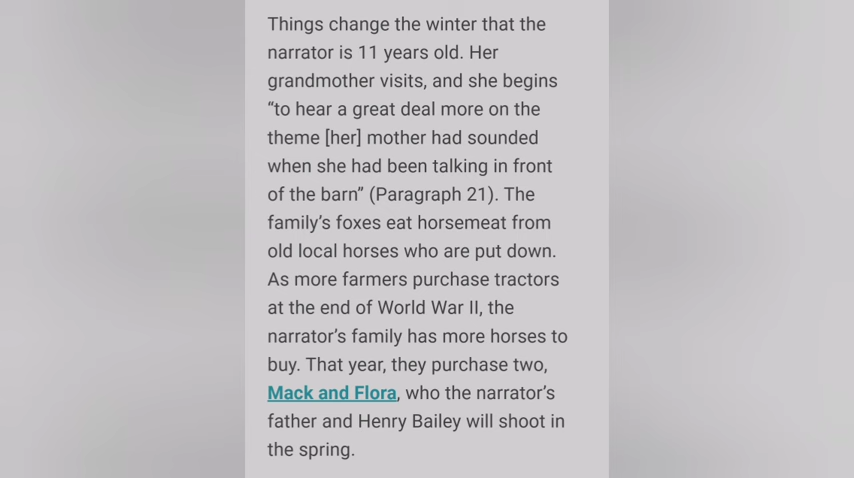 Things change the winter that the
narrator is 11 years old. Her
grandmother visits, and she begins
“to hear a great deal more on the
theme [her] mother had sounded
when she had been talking in front
of the barn” (Paragraph 21). The
family’s foxes eat horsemeat from
old local horses who are put down.
As more farmers purchase tractors
at the end of World War II, the
narrator’s family has more horses to
buy. That year, they purchase two,
Mack and Flora, who the narrator’s
father and Henry Bailey will shoot in
the spring.